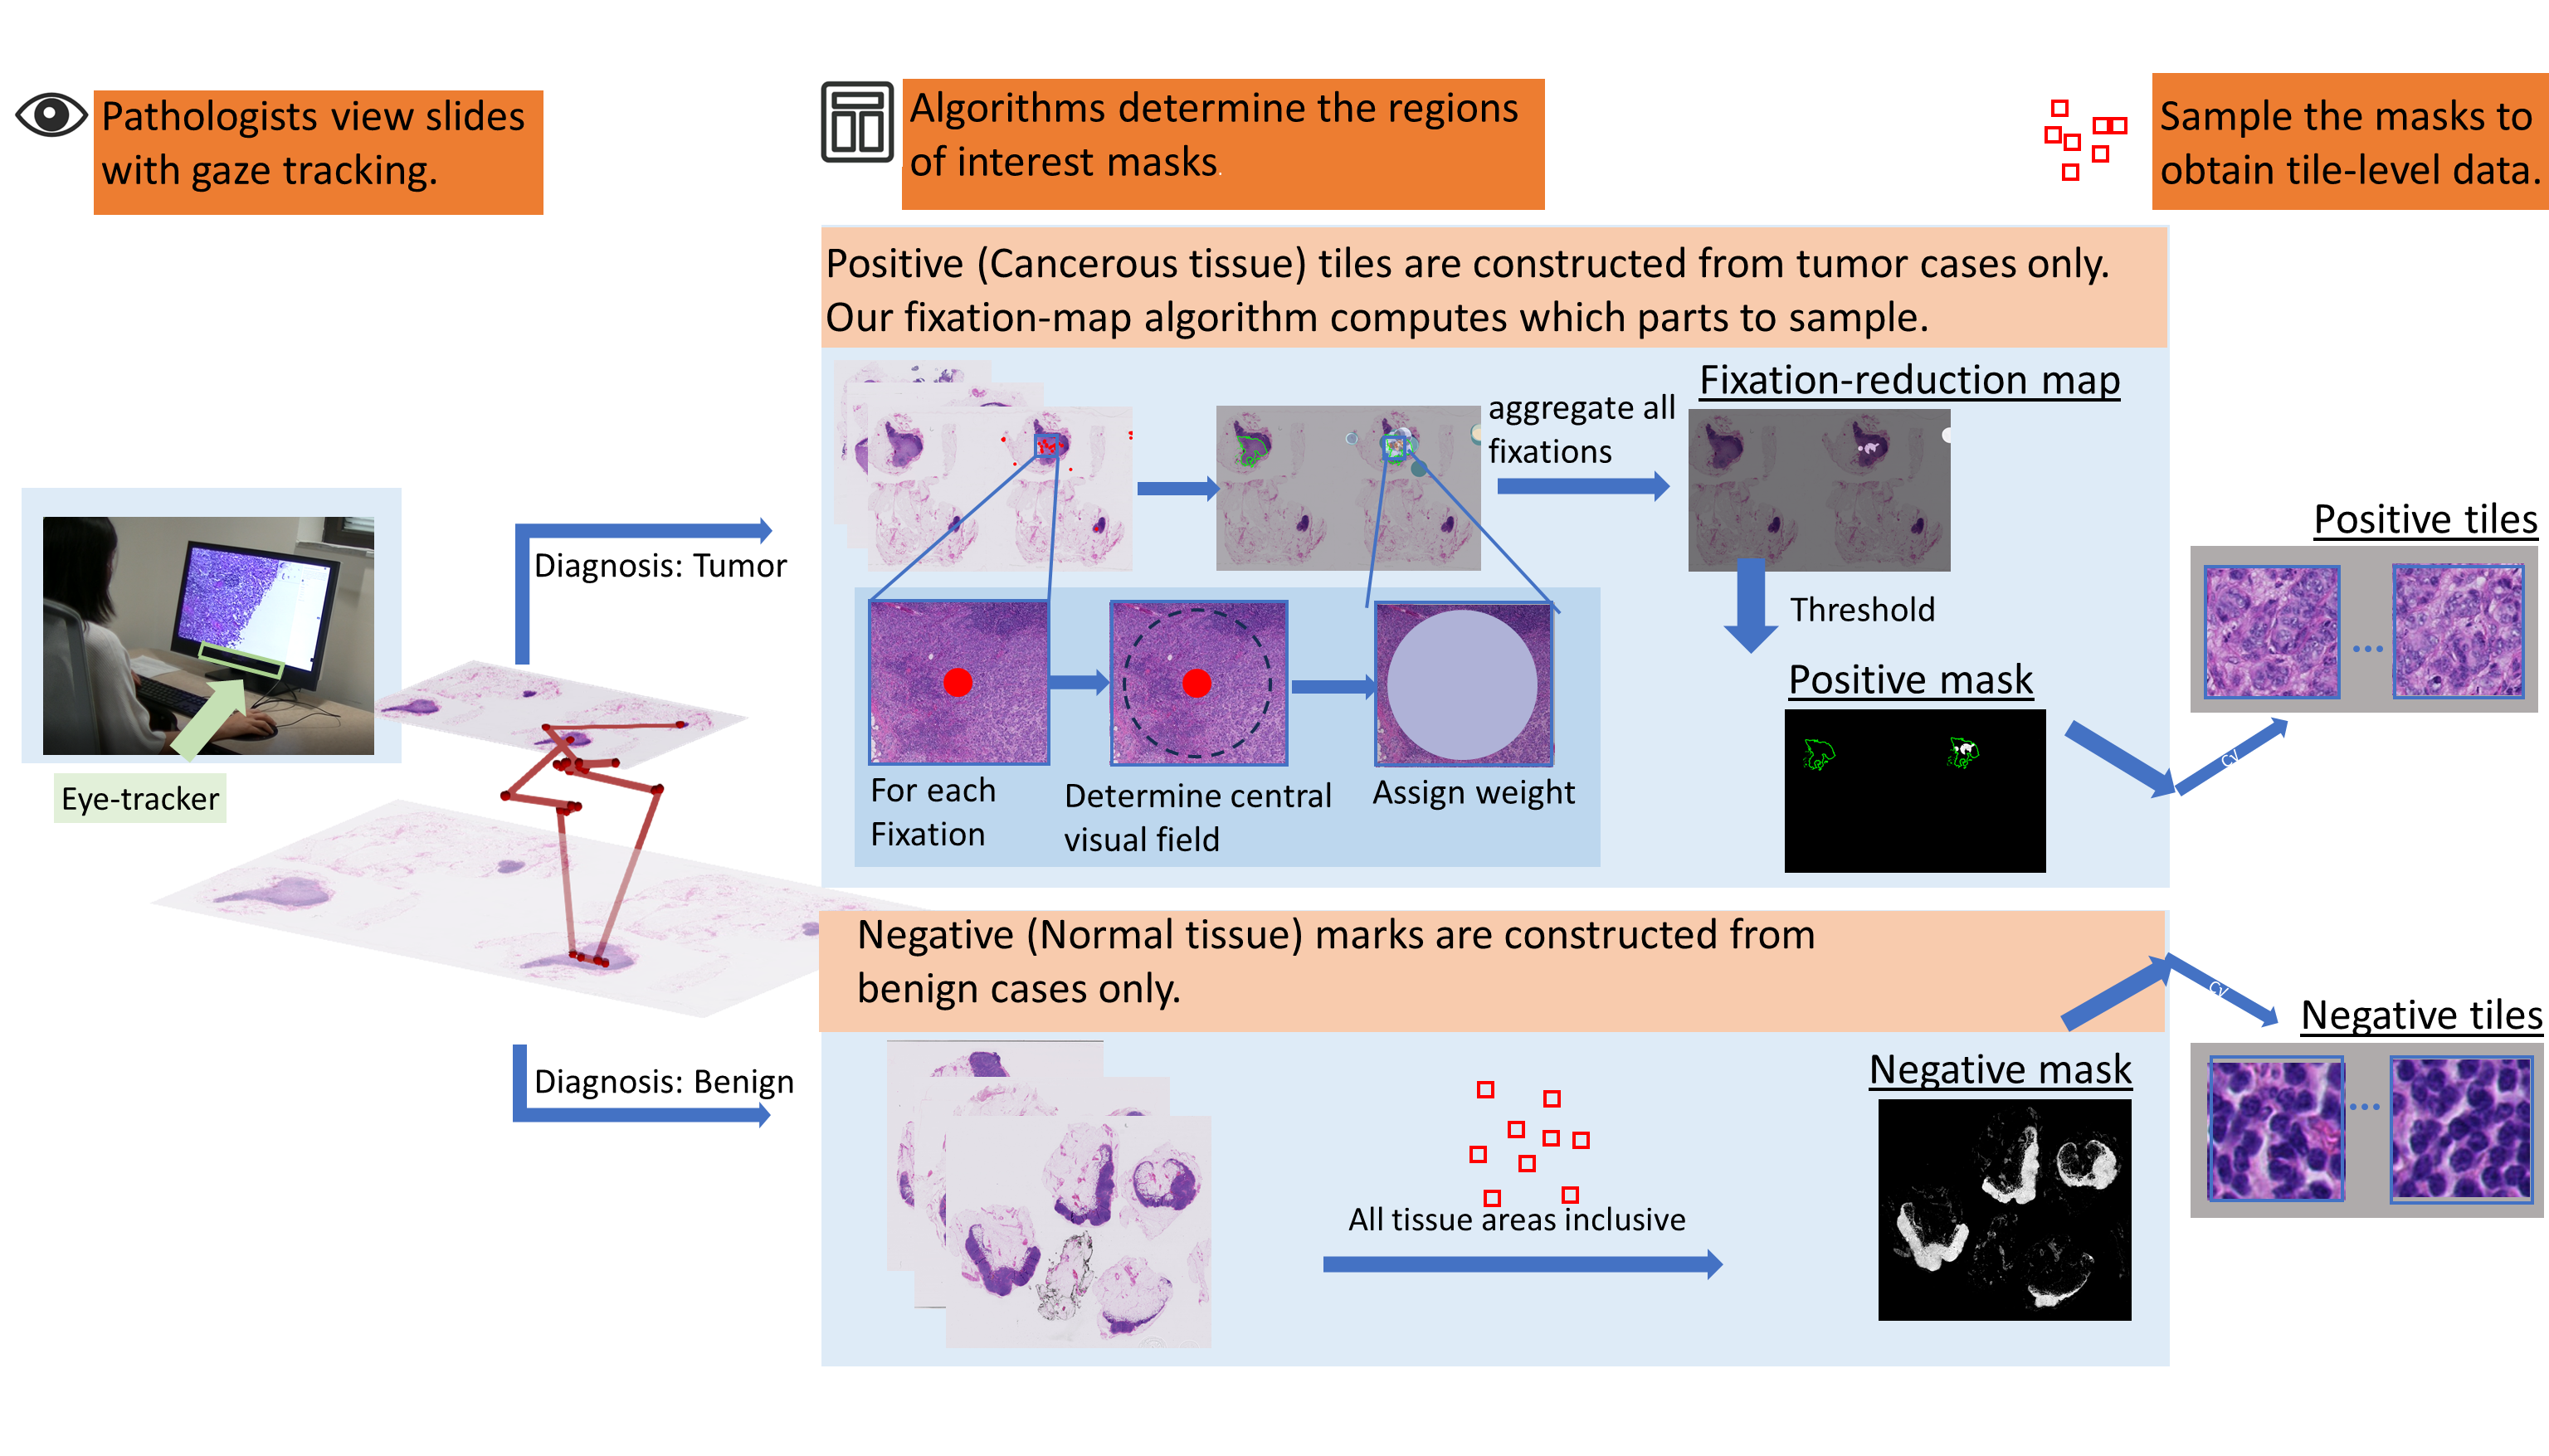 Pathologists view slides
with gaze tracking.
Algorithms determine the regions
of interest masks.
Sample the masks to
obtain tile-level data.
Positive (Cancerous tissue) tiles are constructed from tumor cases only.
Our fixation-map algorithm computes which parts to sample.
Fixation-reduction map
aggregate all
fixations
Diagnosis: Tumor
Threshold
Positive tiles
Positive mask
Eye-tracker
For each
Fixation
Determine central
visual field
Assign weight
Negative (Normal tissue) marks are constructed from
benign cases only.
Diagnosis: Benign
Negative mask
Negative tiles
All tissue areas inclusive